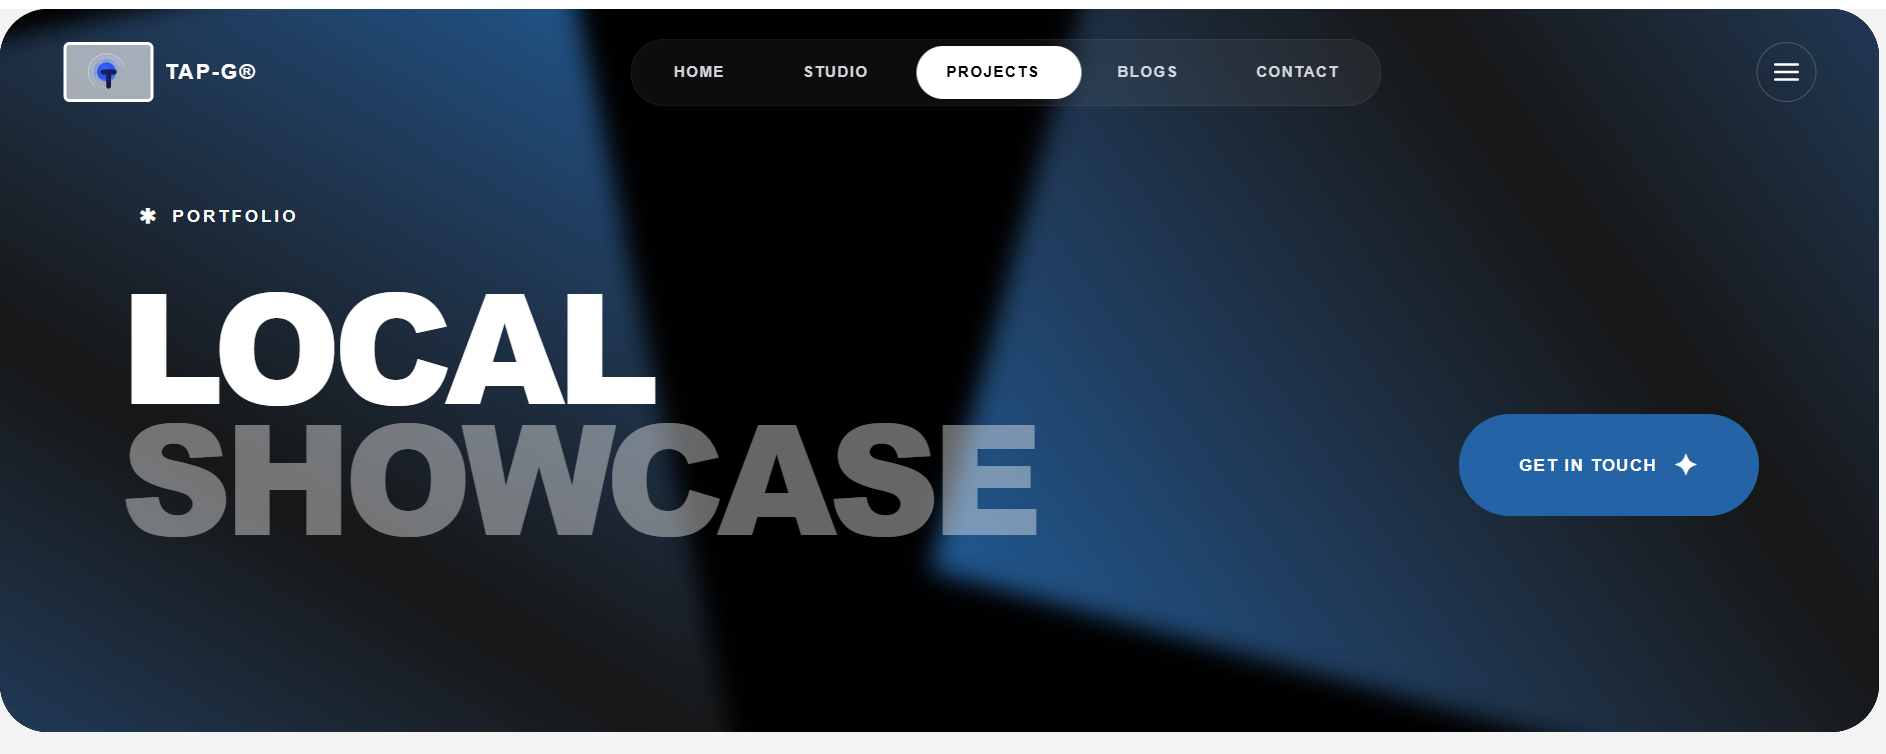 TAP-G®
HOME STUDIO PROJECTS BLOGS CONTACT
✱ PORTFOLIO
LOCAL
SHOWCASE
GET IN TOUCH ✦